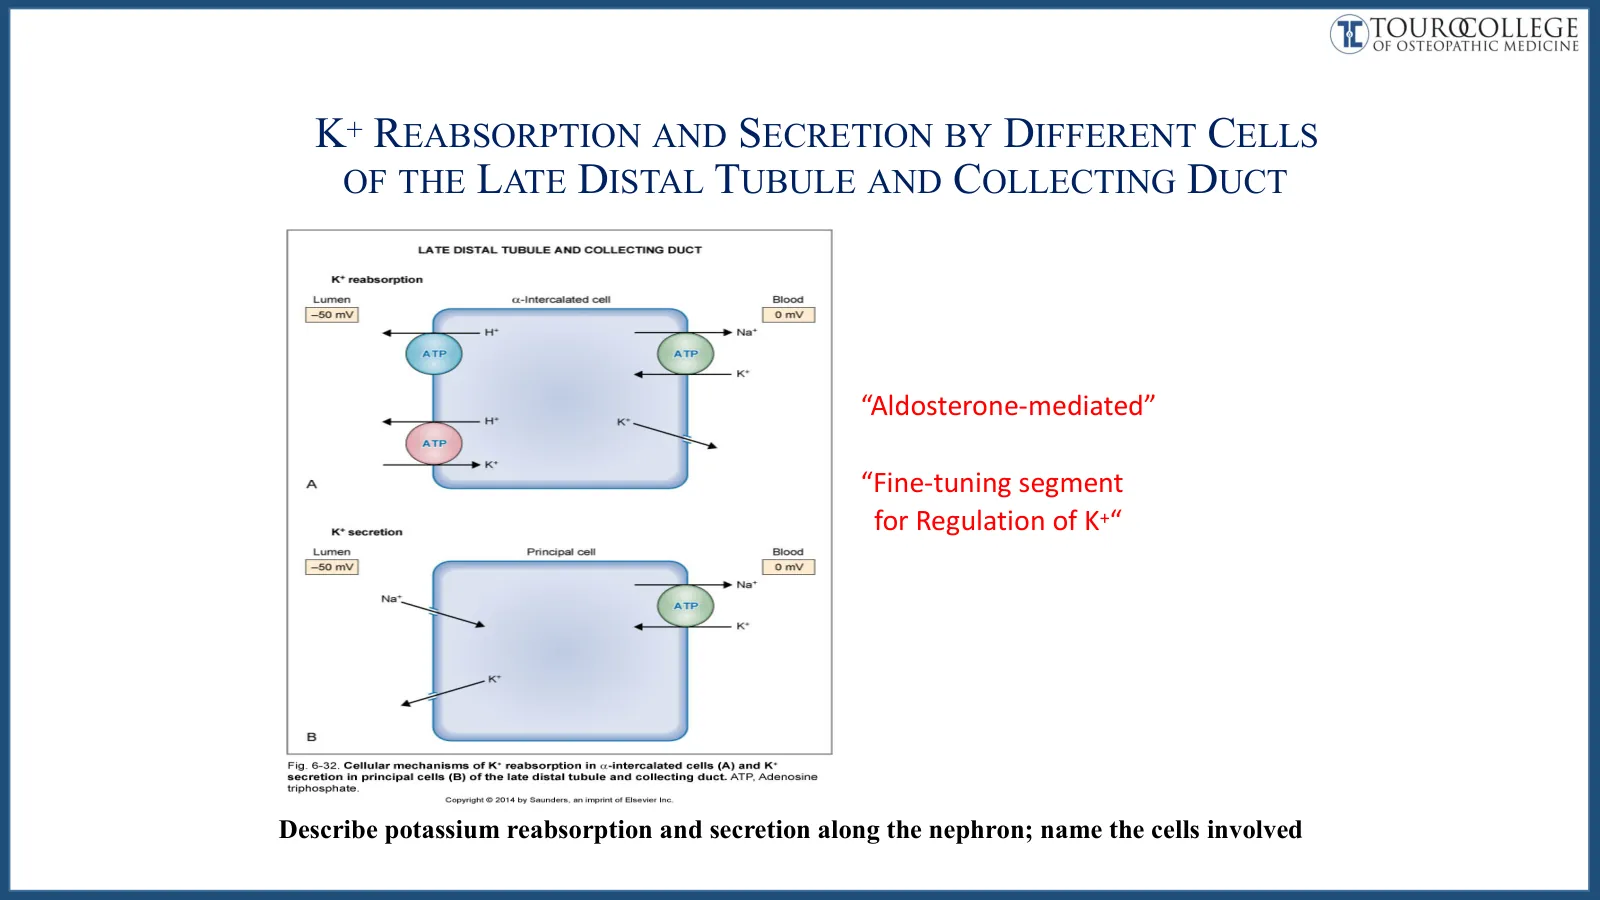 TOURO COLLEGE
OF OSTEOPATHIC MEDICINE
K+ REABSORPTION AND SECRETION BY DIFFERENT CELLS
OF THE LATE DISTAL TUBULE AND COLLECTING DUCT
LATE DISTAL TUBULE AND COLLECTING DUCT
K+ reabsorption
Lumen
α-Intercalated cell
Blood
–50 mV
0 mV
H+
Na+
ATP
ATP
K+
H+
K+
ATP
K+
A
K+ secretion
Lumen
Principal cell
Blood
–50 mV
0 mV
Na+
Na+
ATP
K+
K+
B
Fig. 6-32. Cellular mechanisms of K+ reabsorption in α-intercalated cells (A) and K+
secretion in principal cells (B) of the late distal tubule and collecting duct. ATP, Adenosine
triphosphate.
Copyright © 2014 by Saunders, an imprint of Elsevier Inc.
“Aldosterone-mediated”
“Fine-tuning segment
for Regulation of K+“
Describe potassium reabsorption and secretion along the nephron; name the cells involved